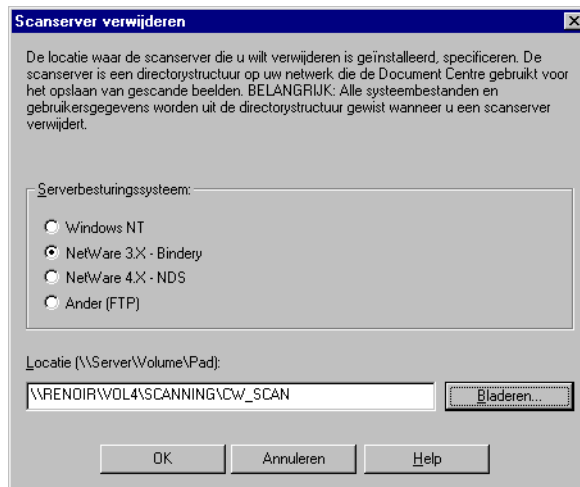 Scanserver verwijderen
De locatie waar de scanserver die u wilt verwijderen is geïnstalleerd, specificeren. De
scanserver is een directorystructuur op uw netwerk die de Document Centre gebruikt voor
het opslaan van gescande beelden. BELANGRIJK: Alle systeembestanden en
gebruikersgegevens worden uit de directorystructuur gewist wanneer u een scanserver
verwijdert.
Serverbesturingssysteem:
Windows NT
NetWare 3.X - Bindery
NetWare 4.X - NDS
Ander (FTP)
Locatie (\\Server\Volume\Pad):
\\RENOIR\VOL4\SCANNING\CW_SCAN
Bladeren...
OK
Annuleren
Help